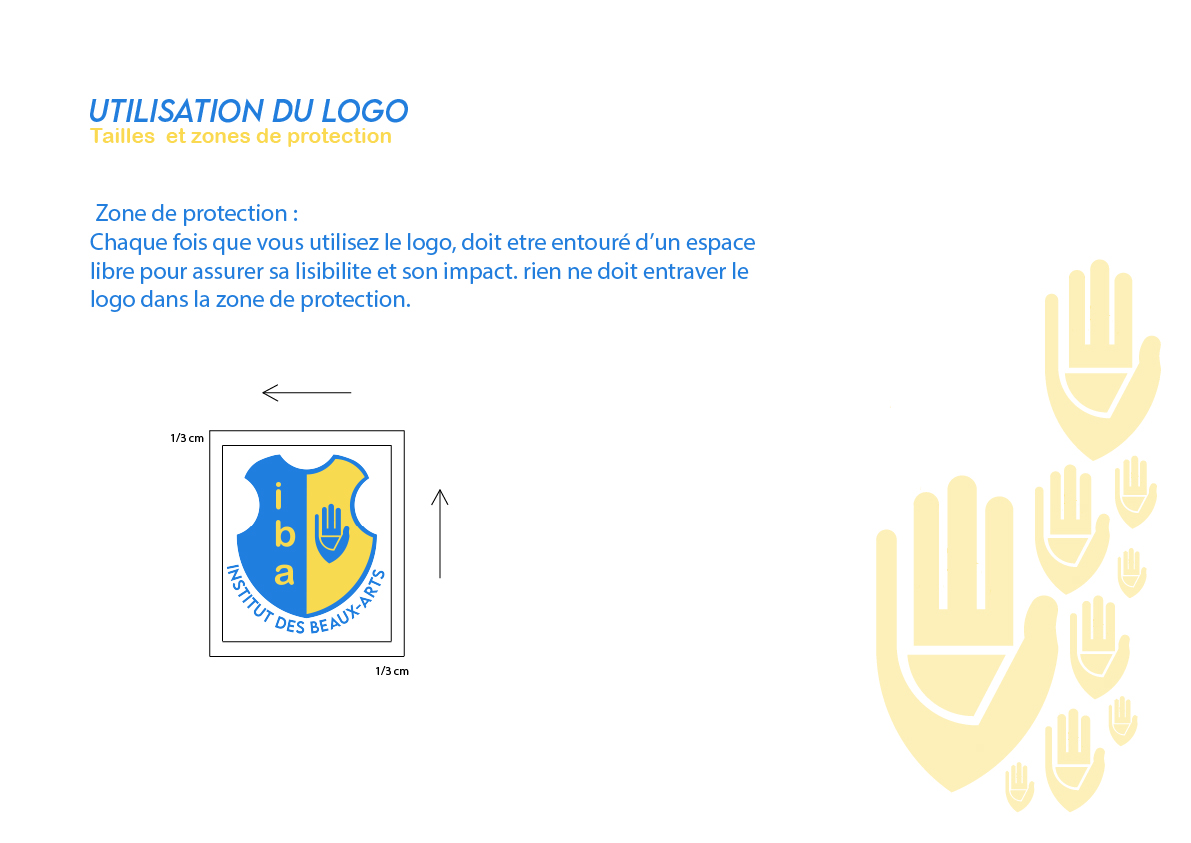 UTILISATION DU LOGO
Tailles  et zones de protection
Zone de protection :
Chaque fois que vous utilisez le logo, doit etre entouré d’un espace
libre pour assurer sa lisibilite et son impact. rien ne doit entraver le
logo dans la zone de protection.
1/3 cm
i
b
a
INSTITUT DES BEAUX-ARTS
1/3 cm